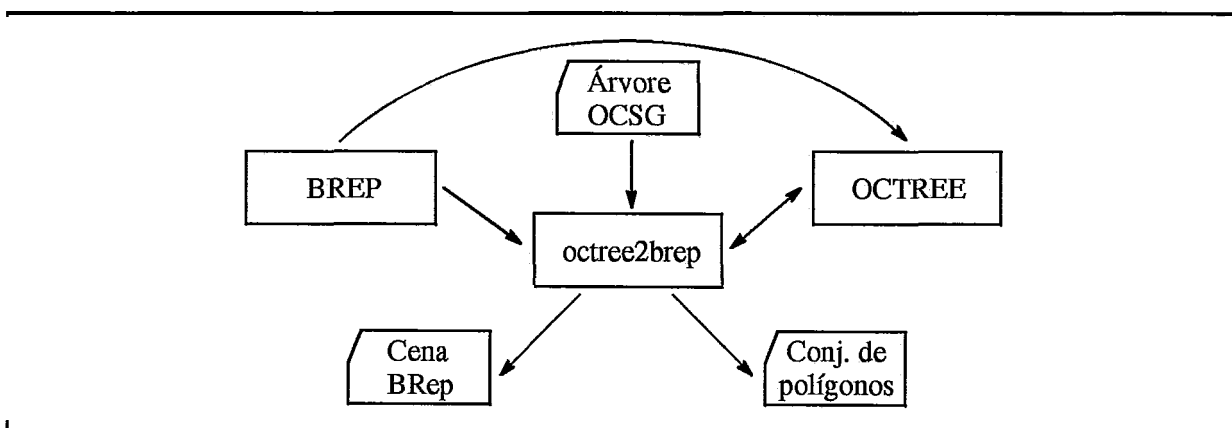 Árvore
OCSG
BREP
OCTREE
octree2brep
Cena
BRep
Conj. de
polígonos